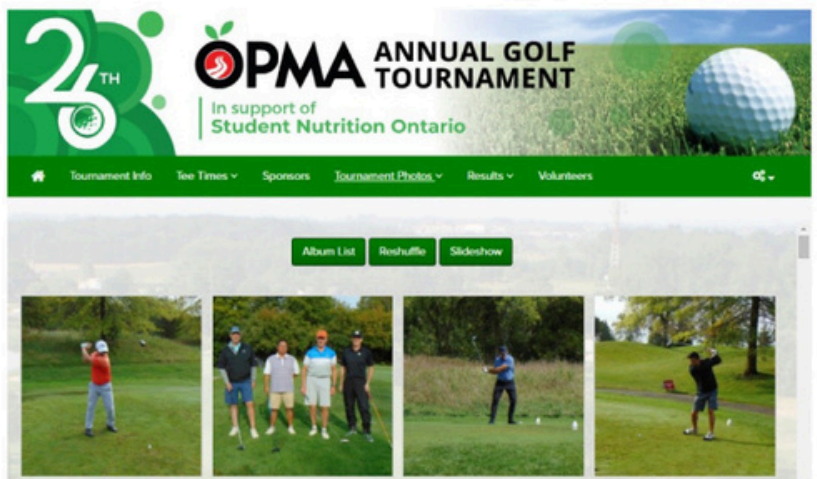 26TH
OPMA ANNUAL GOLF TOURNAMENT
In support of
Student Nutrition Ontario
Tournament Info Tee Times Sponsors Tournament Photos Results Volunteers
Album List Reshuffle Slideshow